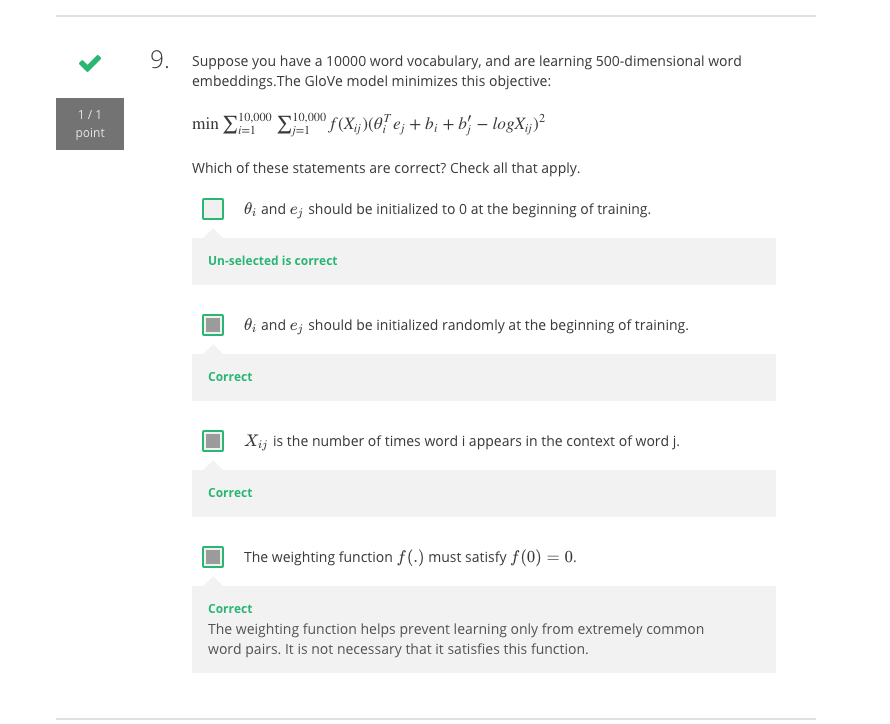 9.
Suppose you have a 10000 word vocabulary, and are learning 500-dimensional word
embeddings.The GloVe model minimizes this objective:
1 / 1
point
min ∑_{i=1}^{10,000} ∑_{j=1}^{10,000} f(X_{ij})(θ_i^T e_j + b_i + b'_j − logX_{ij})^2
Which of these statements are correct? Check all that apply.
θ_i and e_j should be initialized to 0 at the beginning of training.
Un-selected is correct
θ_i and e_j should be initialized randomly at the beginning of training.
Correct
X_{ij} is the number of times word i appears in the context of word j.
Correct
The weighting function f(.) must satisfy f(0) = 0.
Correct
The weighting function helps prevent learning only from extremely common
word pairs. It is not necessary that it satisfies this function.